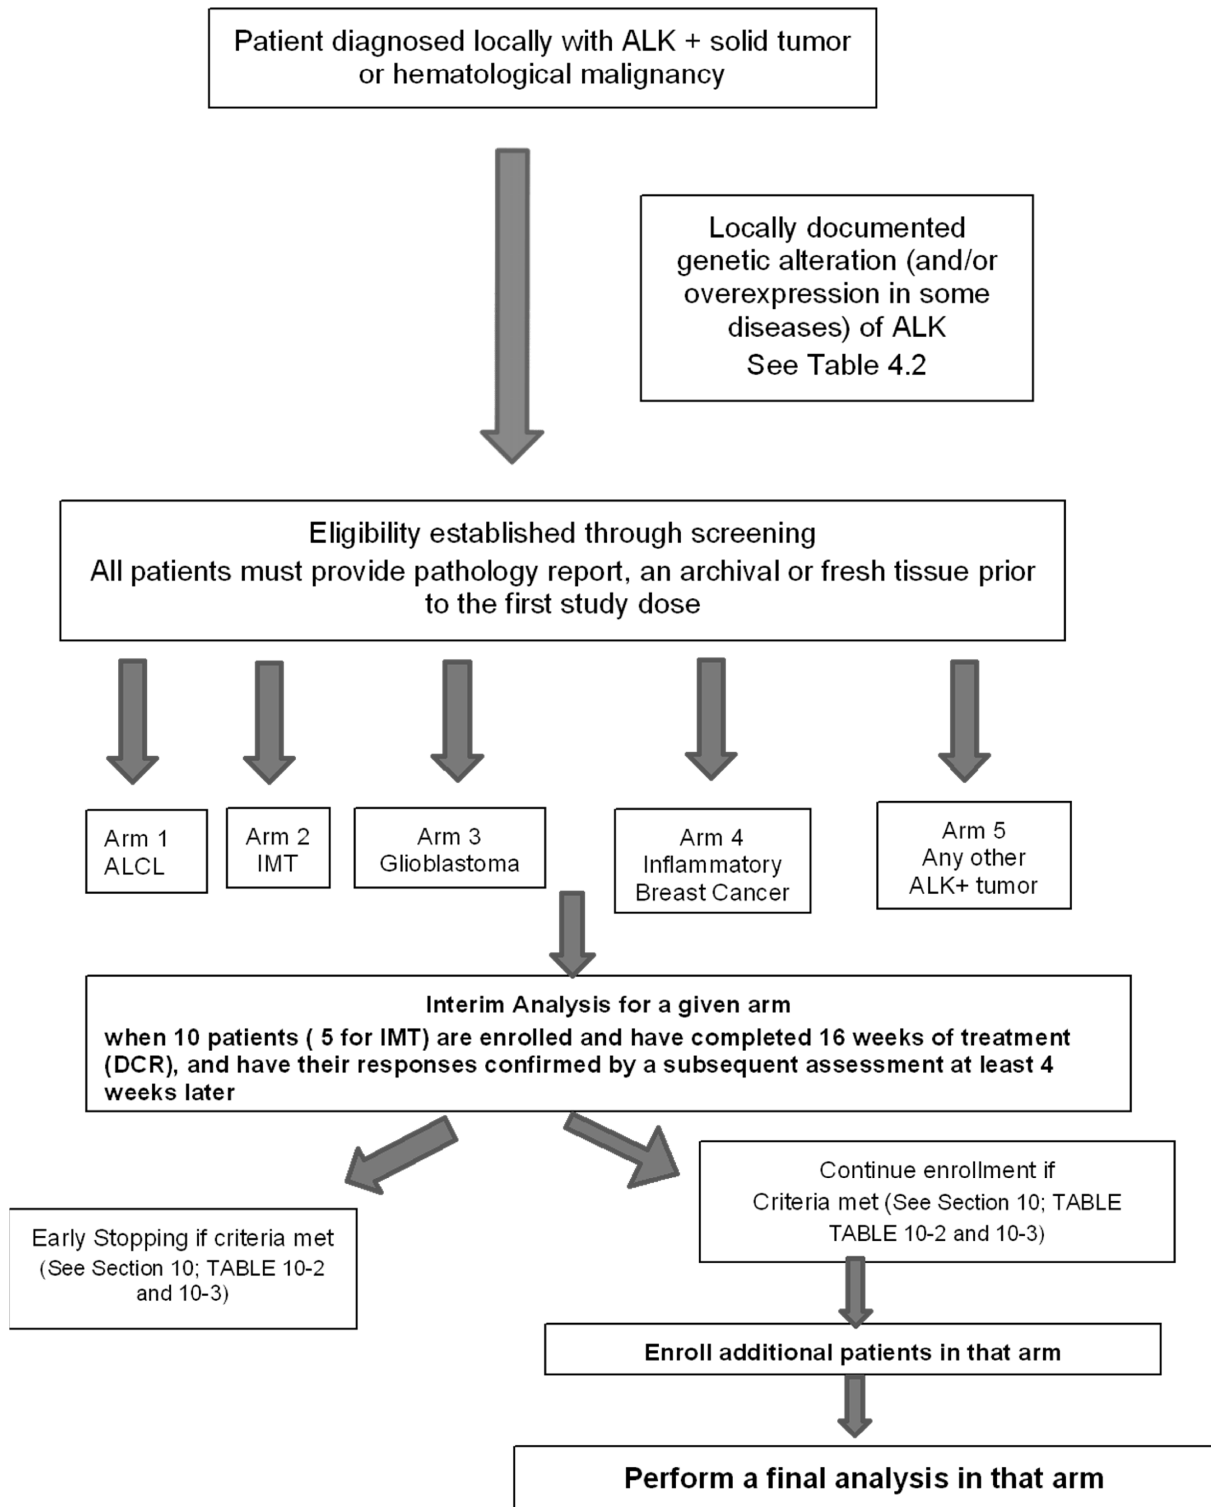 Patient diagnosed locally with ALK + solid tumor
or hematological malignancy
Locally documented
genetic alteration (and/or
overexpression in some
diseases) of ALK
See Table 4.2
Eligibility established through screening
All patients must provide pathology report, an archival or fresh tissue prior
to the first study dose
Arm 1
ALCL
Arm 2
IMT
Arm 3
Glioblastoma
Arm 4
Inflammatory
Breast Cancer
Arm 5
Any other
ALK+ tumor
Interim Analysis for a given arm
when 10 patients ( 5 for IMT) are enrolled and have completed 16 weeks of treatment
(DCR), and have their responses confirmed by a subsequent assessment at least 4
weeks later
Early Stopping if criteria met
(See Section 10; TABLE 10-2
and 10-3)
Continue enrollment if
Criteria met (See Section 10; TABLE
TABLE 10-2 and 10-3)
Enroll additional patients in that arm
Perform a final analysis in that arm